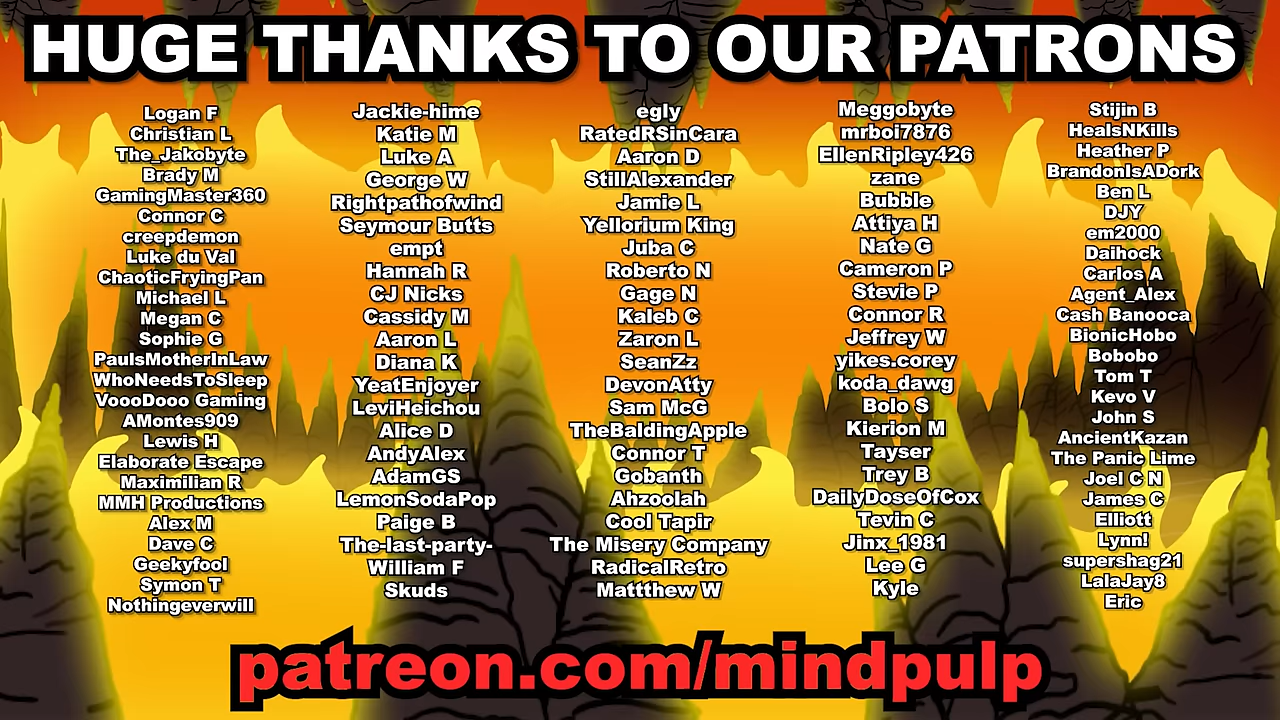 HUGE THANKS TO OUR PATRONS
Logan F
Christian L
The_Jakobyte
Brady M
GamingMaster360
Connor C
creepdemon
Luke du Val
ChaoticFryingPan
Michael L
Megan C
Sophie G
PaulsMotherInLaw
WhoNeedsToSleep
VoooDooo Gaming
AMontes909
Lewis H
Elaborate Escape
Maximilian R
MMH Productions
Alex M
Dave C
Geekyfool
Symon T
Nothingeverwill
Jackie-hime
Katie M
Luke A
George W
Rightpathofwind
Seymour Butts
empt
Hannah R
CJ Nicks
Cassidy M
Aaron L
Diana K
YeatEnjoyer
LeviHeichou
Alice D
AndyAlex
AdamGS
LemonSodaPop
Paige B
The-last-party-
William F
Skuds
egly
RatedRSinCara
Aaron D
StillAlexander
Jamie L
Yellorium King
Juba C
Roberto N
Gage N
Kaleb C
Zaron L
SeanZz
DevonAtty
Sam McG
TheBaldingApple
Connor T
Gobanth
Ahzoolah
Cool Tapir
The Misery Company
RadicalRetro
Mattthew W
Meggobyte
mrboi7876
EllenRipley426
zane
Bubble
Attiya H
Nate G
Cameron P
Stevie P
Connor R
Jeffrey W
yikes.corey
koda_dawg
Bolo S
Kierion M
Tayser
Trey B
DailyDoseOfCox
Tevin C
Jinx_1981
Lee G
Kyle
Stijin B
HealsNKills
Heather P
BrandonIsADork
Ben L
DJY
em2000
Daihock
Carlos A
Agent_Alex
Cash Banooca
BionicHobo
Bobobo
Tom T
Kevo V
John S
AncientKazan
The Panic Lime
Joel C N
James C
Elliott
Lynn!
supershag21
LalaJay8
Eric
patreon.com/mindpulp